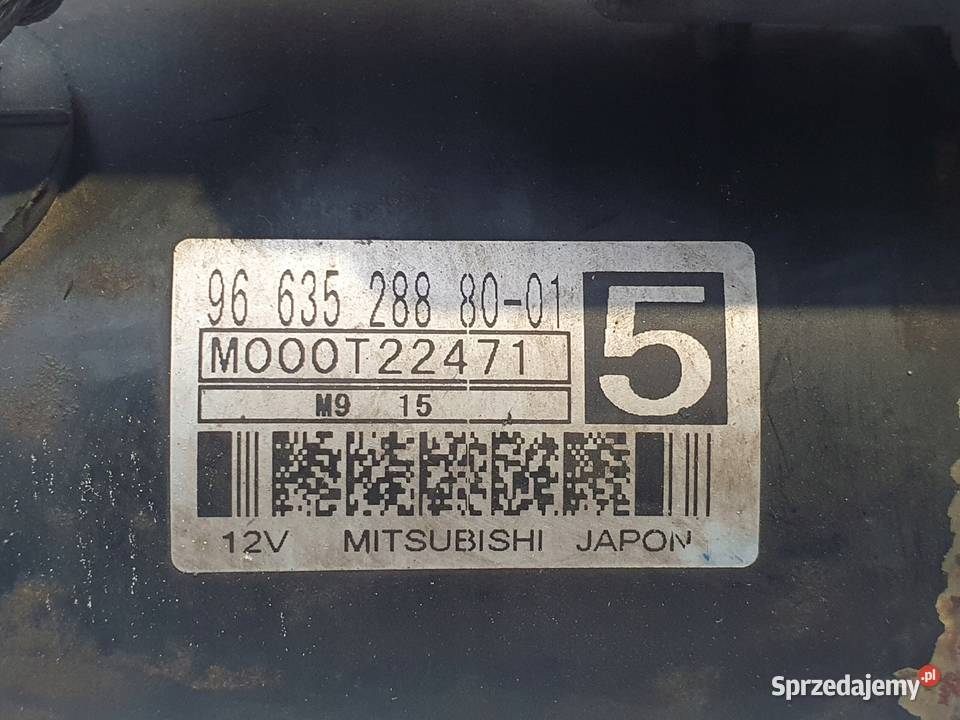 96 635 288 80-01
5
M000T22471
M9 15
12V MITSUBISHI JAPON
Sprzedajemy.pl